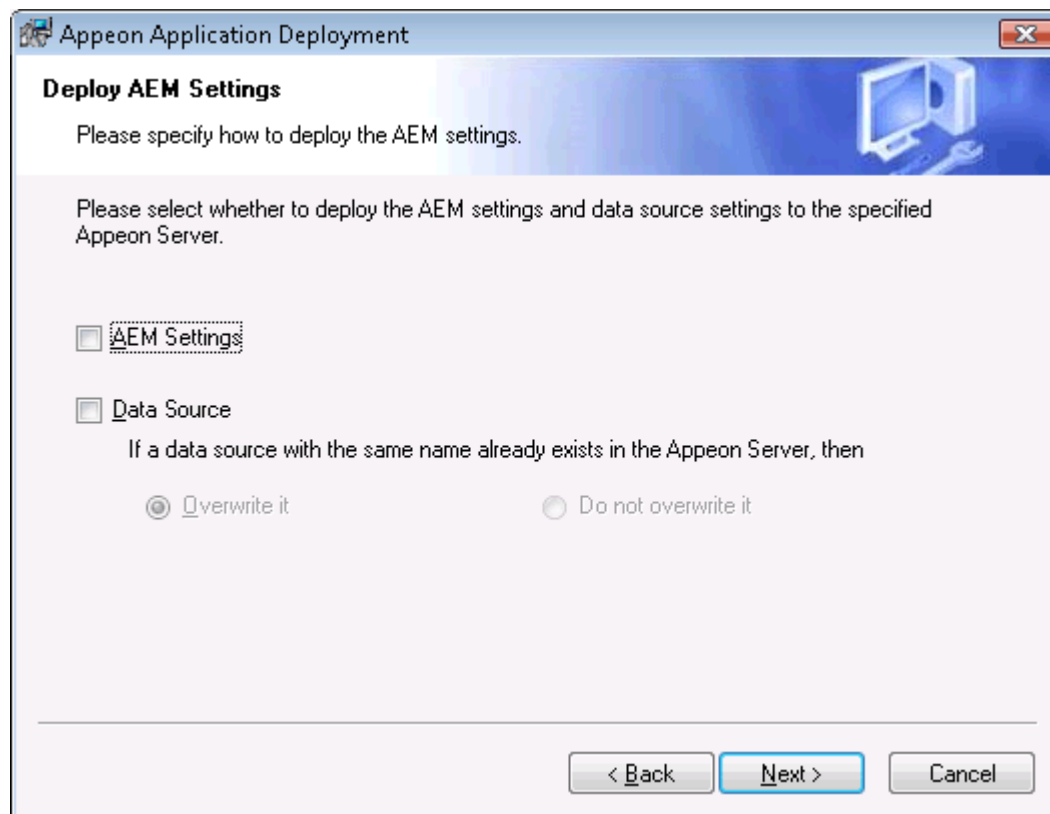 Appeon Application Deployment
Deploy AEM Settings
Please specify how to deploy the AEM settings.
Please select whether to deploy the AEM settings and data source settings to the specified
Appeon Server.
AEM Settings
Data Source
If a data source with the same name already exists in the Appeon Server, then
Overwrite it
Do not overwrite it
< Back
Next >
Cancel